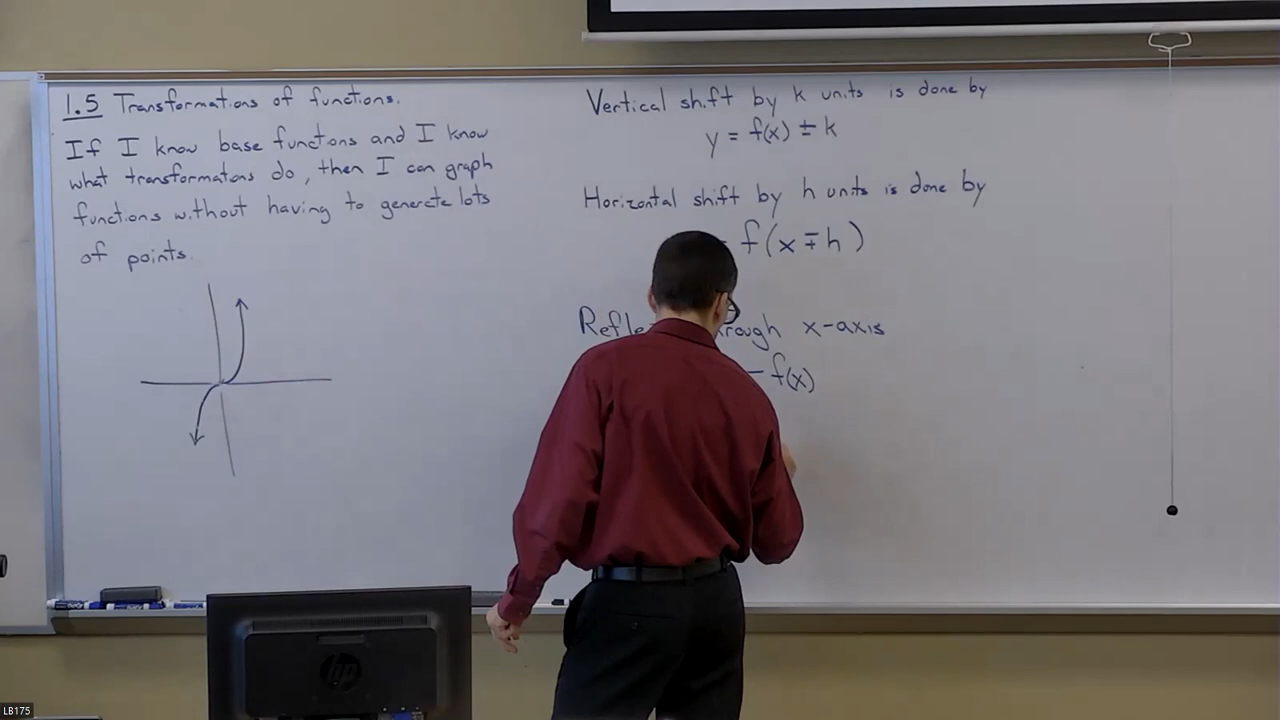 1.5 Transformations of functions.
If I know base functions and I know
what transformations do, then I can graph
functions without having to generate lots
of points.
Vertical shift by k units is done by
y = f(x) ± k
Horizontal shift by h units is done by
f(x ∓ h)
x-axis
-f(x)
hp
LB175